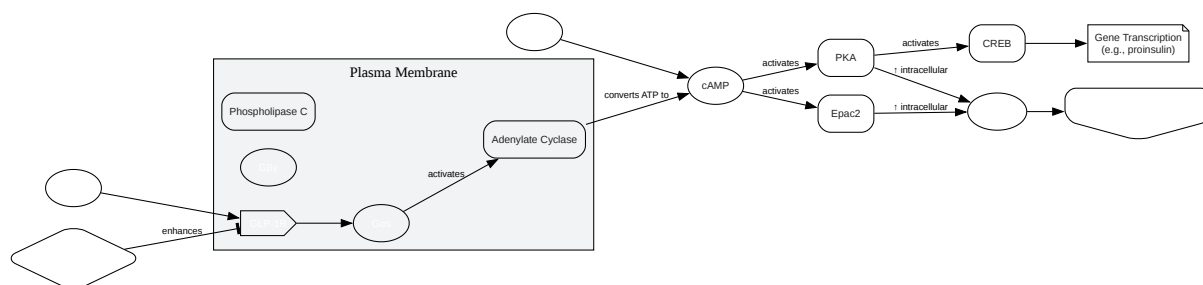 Plasma Membrane
Phospholipase C
Adenylate Cyclase
activates
enhances
converts ATP to
cAMP
activates
activates
PKA
Epac2
activates
↑ intracellular
↑ intracellular
CREB
Gene Transcription
(e.g., proinsulin)